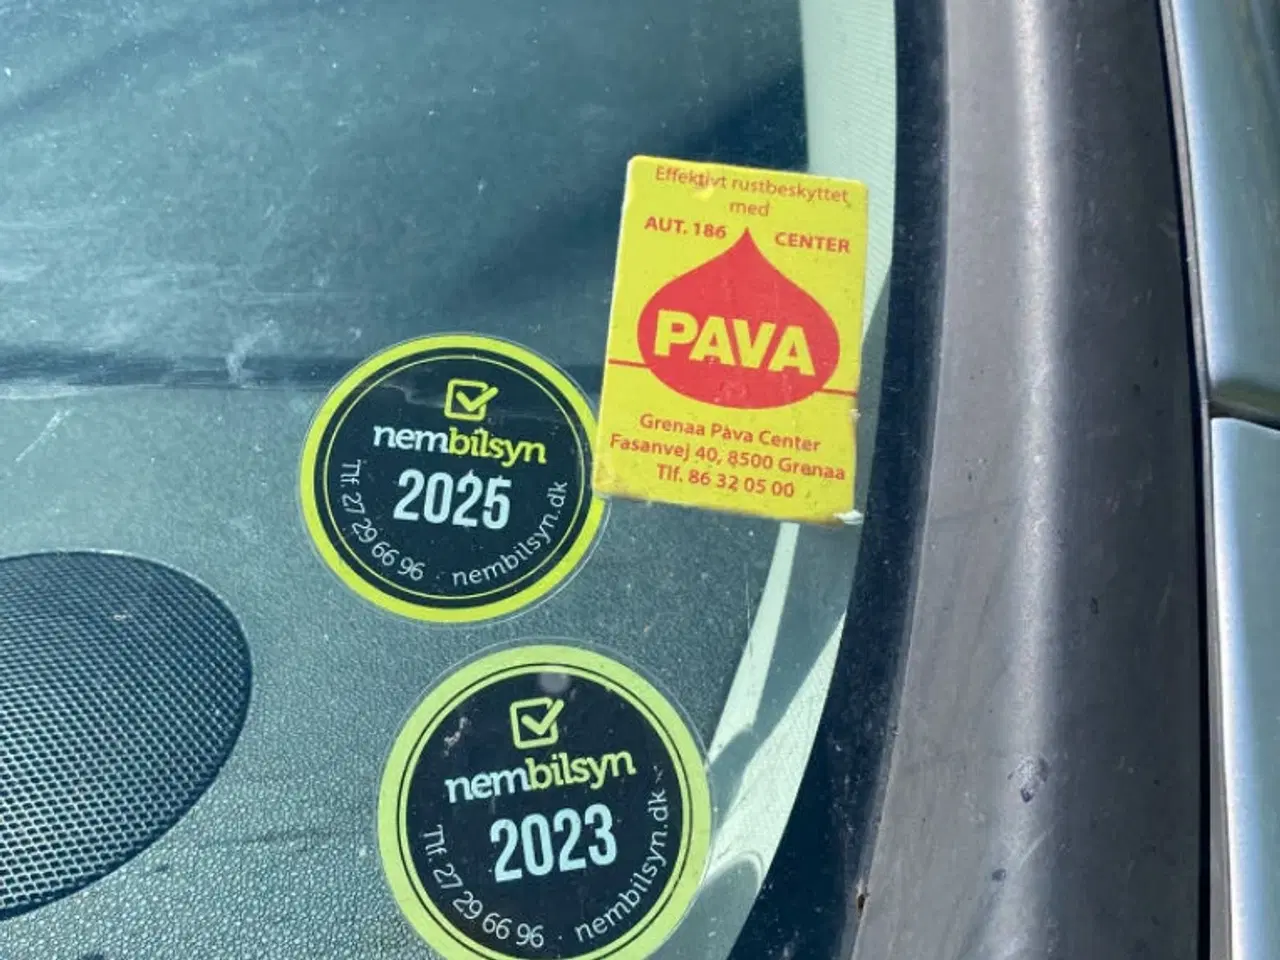 Effektivt rustbeskyttet
med
AUT. 186 CENTER
PAVA
Grenaa Pava Center
Fasanvej 40, 8500 Grenaa
Tlf. 86 32 05 00
nembilsyn
2025
Tlf. 27 29 66 96 · nembilsyn.dk
nembilsyn
2023
Tlf. 27 29 66 96 · nembilsyn.dk